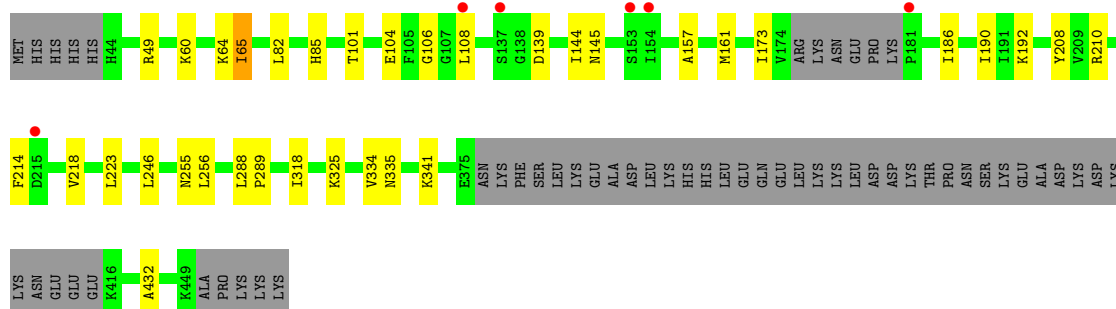 MET HIS HIS HIS HIS H44 R49 K60 K64 I65 L82 H85 T101 E104 F105 G106 G107 L108 S137 G138 D139 I144 N145 S153 I154 A157 M161 I173 V174 ARG LYS ASN GLU PRO LYS P181 I186 I190 I191 K192 Y208 V209 R210
F214 D215 V218 L223 L246 N255 L256 L288 P289 I318 K325 V334 N335 K341 E375 ASN LYS PHE SER LEU LYS GLU ALA ASP LEU LYS HIS HIS LEU GLU GLN GLU LEU LEU LYS LYS LEU ASP ASP LYS THR PRO ASN SER LYS GLU ALA ASP LYS ASP LYS
LYS ASN GLU GLU GLU K416 A432 K449 ALA PRO LYS LYS LYS